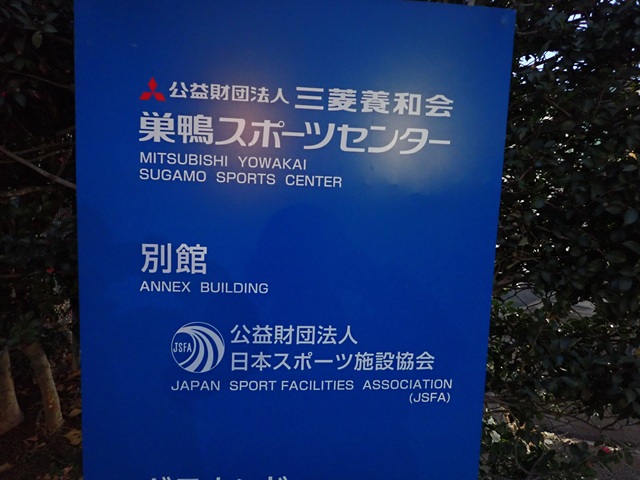 公益財団法人 三菱養和会
巣鴨スポーツセンター
MITSUBISHI YOWAKAI
SUGAMO SPORTS CENTER
別館
ANNEX BUILDING
JSFA
公益財団法人
日本スポーツ施設協会
JAPAN SPORT FACILITIES ASSOCIATION
(JSFA)